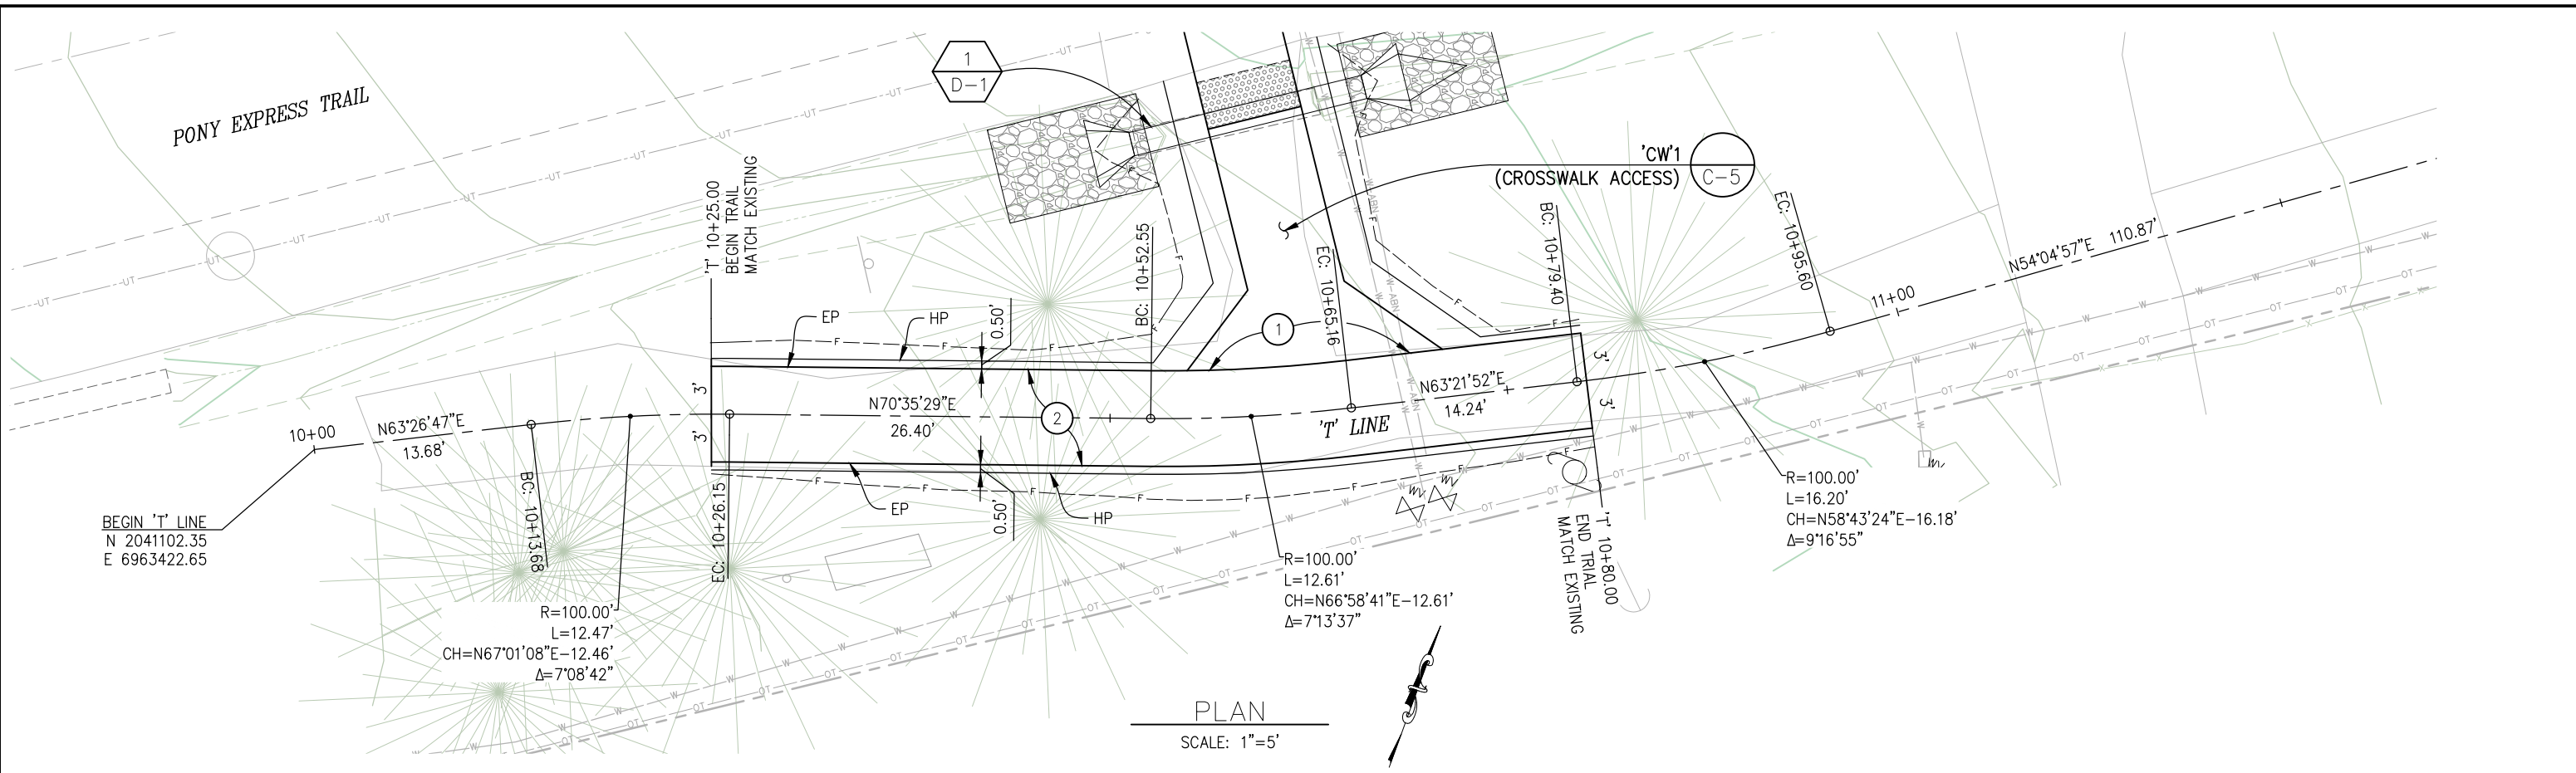 PONY EXPRESS TRAIL
1
D-1
'CW'1
(CROSSWALK ACCESS)
C-5
'T' 10+25.00
BEGIN TRAIL
MATCH EXISTING
BC: 10+52.55
EC: 10+65.16
BC: 10+79.40
EC: 10+95.60
N54°04'57"E 110.87'
11+00
EP
HP
0.50'
1
3'
3'
3'
3'
10+00
N63°26'47"E
13.68'
N70°35'29"E
26.40'
2
'T' LINE
N63°21'52"E
14.24'
BEGIN 'T' LINE
N 2041102.35
E 6963422.65
BC: 10+13.68
EC: 10+26.15
EP
0.50'
HP
'T' 10+80.00
END TRIAL
MATCH EXISTING
R=100.00'
L=12.47'
CH=N67°01'08"E-12.46'
Δ=7°08'42"
R=100.00'
L=12.61'
CH=N66°58'41"E-12.61'
Δ=7°13'37"
R=100.00'
L=16.20'
CH=N58°43'24"E-16.18'
Δ=9°16'55"
PLAN
SCALE: 1"=5'